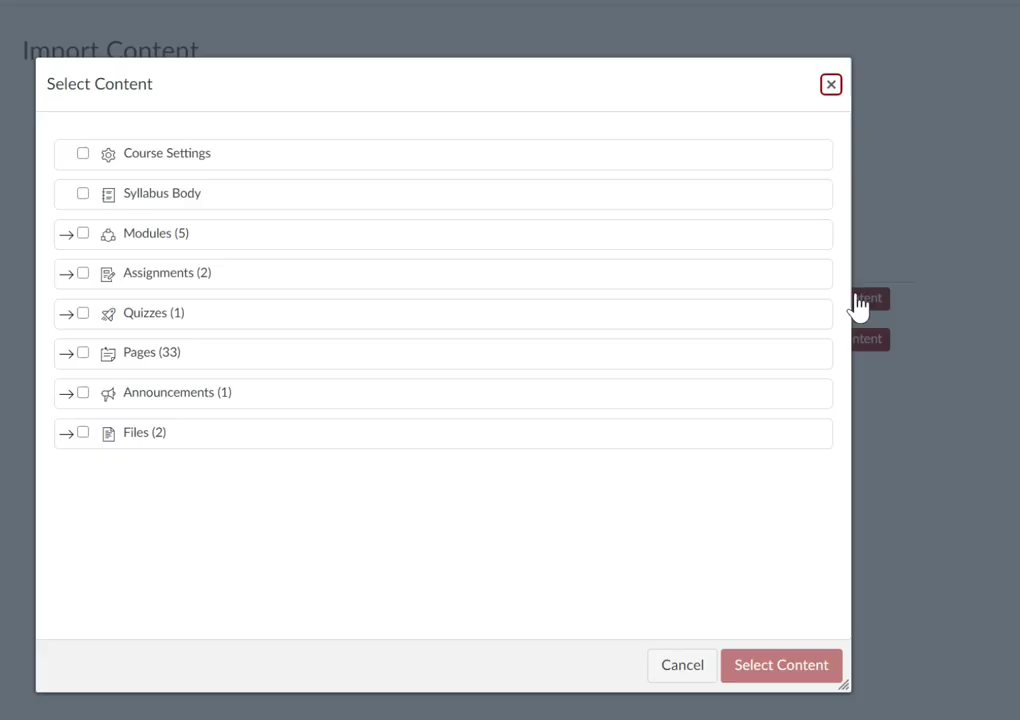 Import Content
Select Content
Course Settings
Syllabus Body
Modules (5)
Assignments (2)
Quizzes (1)
Pages (33)
Announcements (1)
Files (2)
Cancel
Select Content